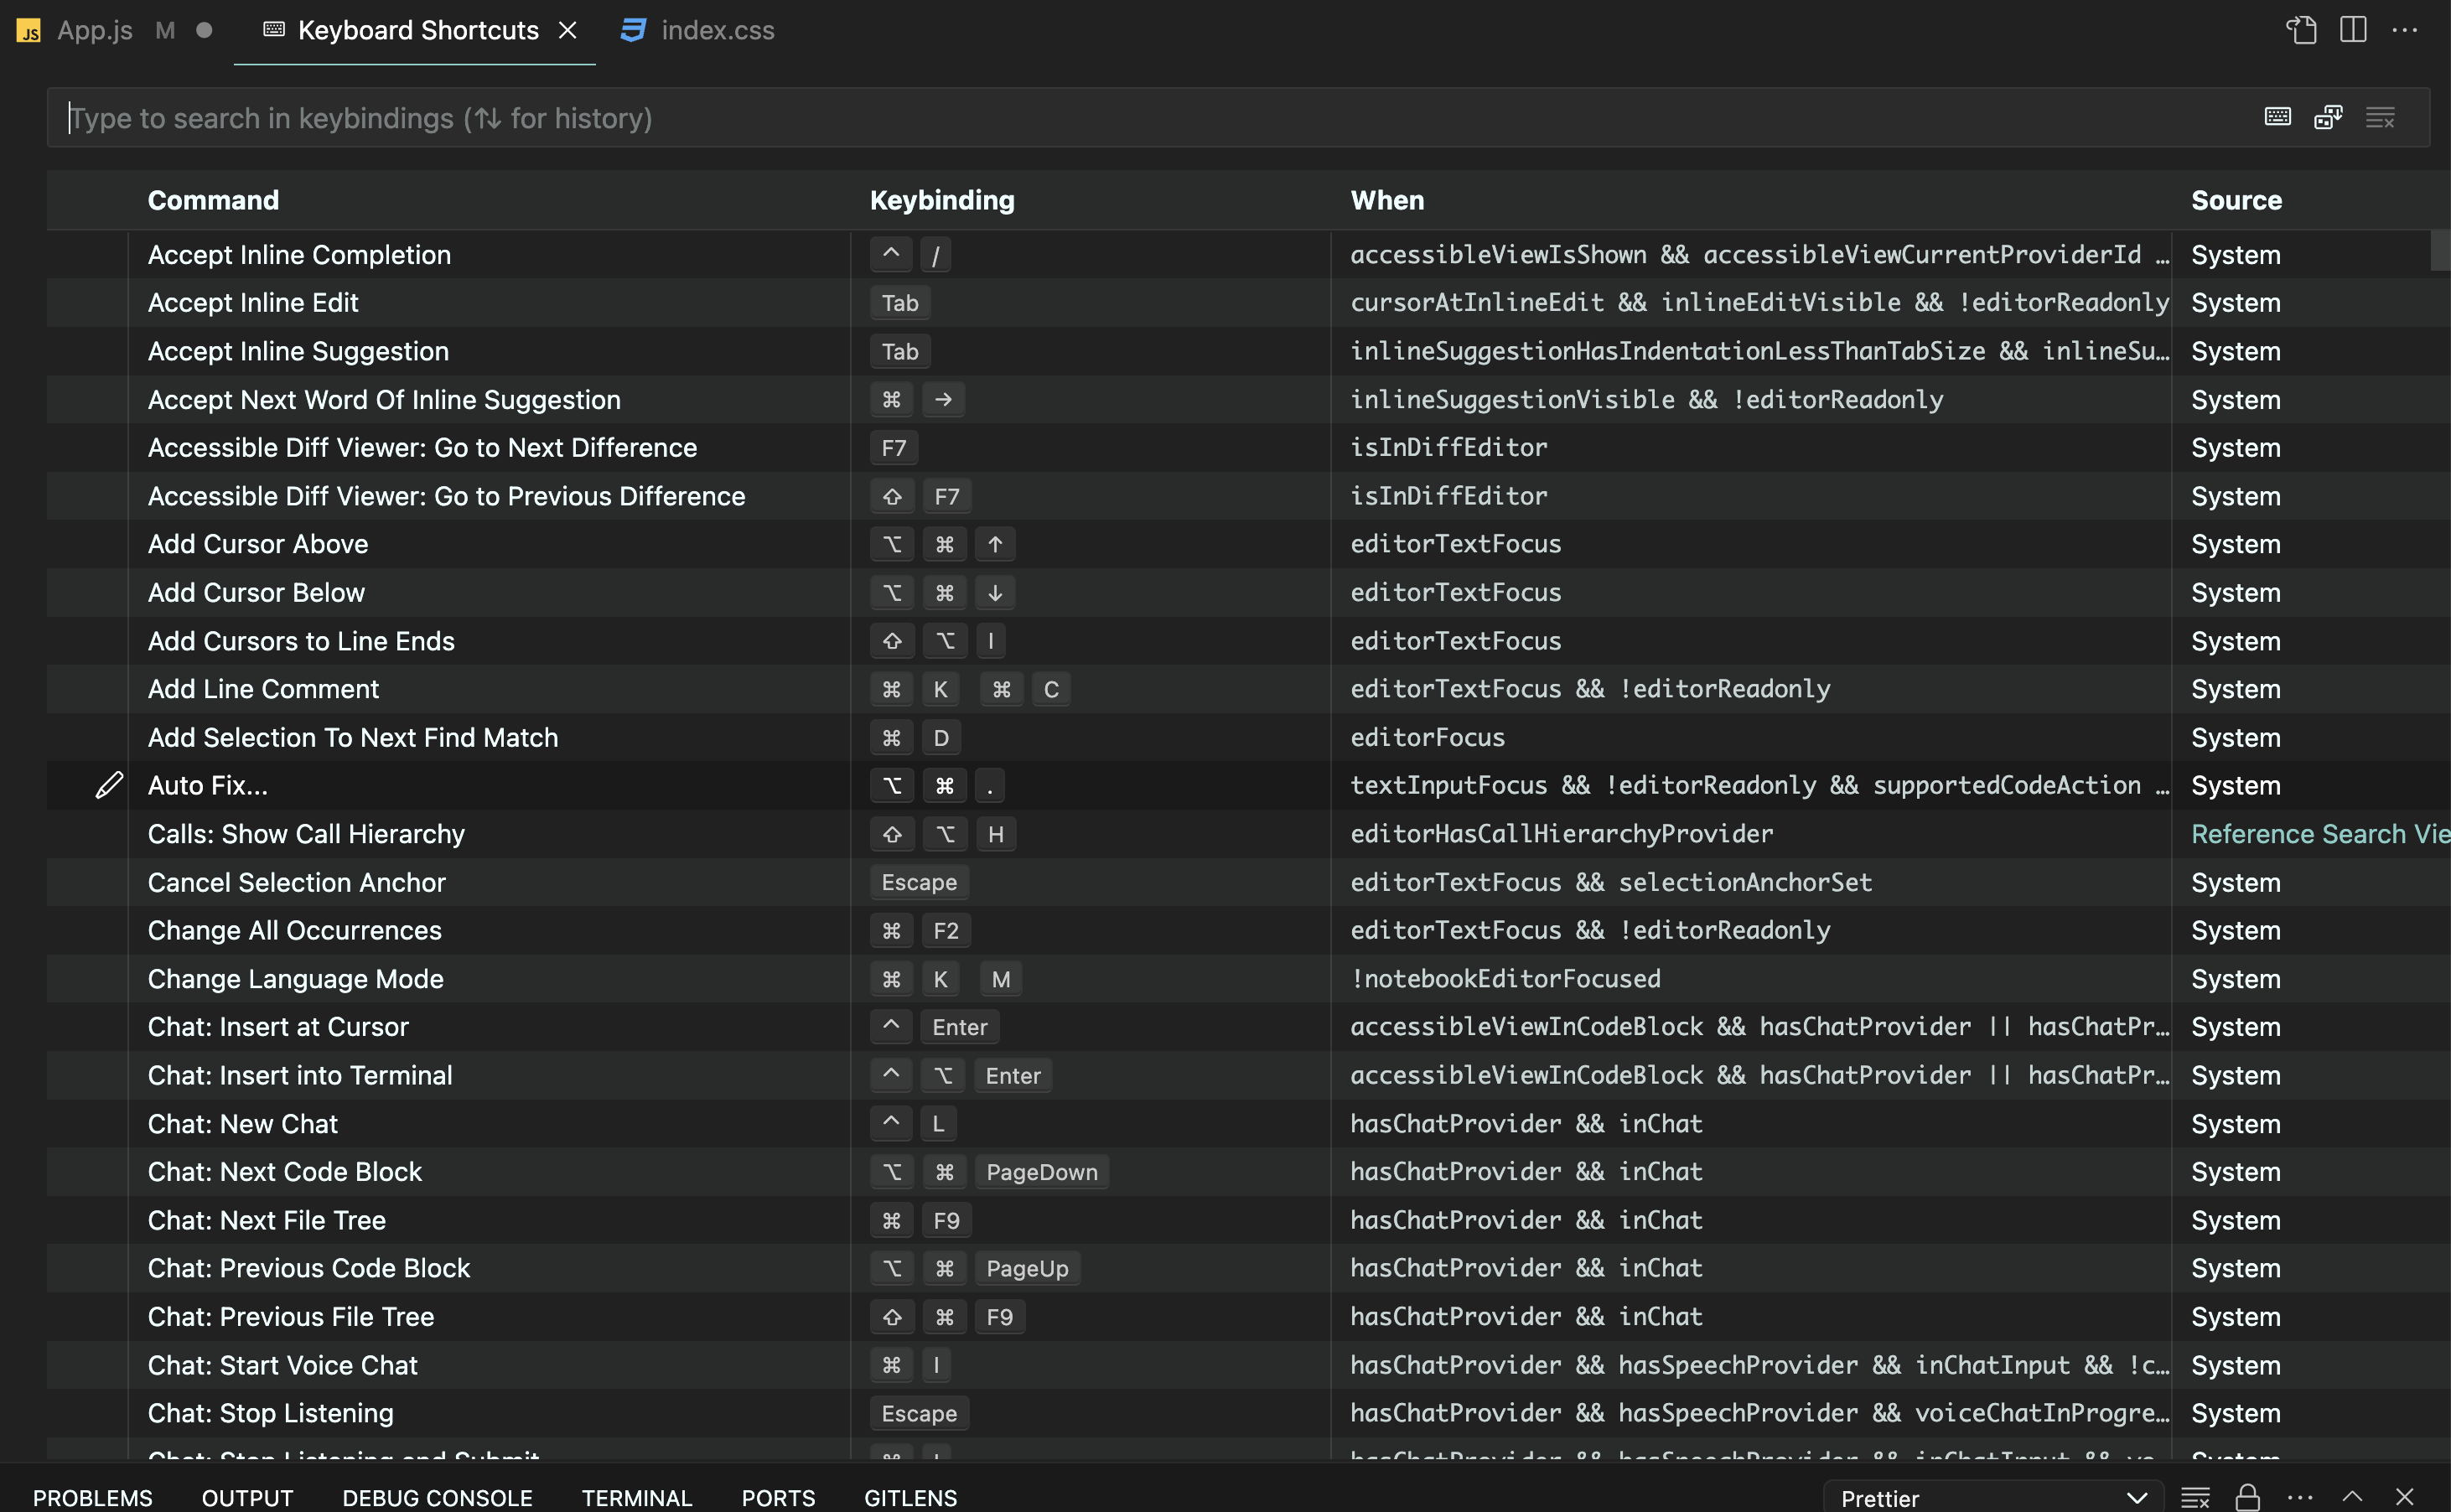 JS App.js M Keyboard Shortcuts index.css
Type to search in keybindings (⇅ for history)
Command Keybinding When Source
Accept Inline Completion ^ / accessibleViewIsShown && accessibleViewCurrentProviderId … System
Accept Inline Edit Tab cursorAtInlineEdit && inlineEditVisible && !editorReadonly System
Accept Inline Suggestion Tab inlineSuggestionHasIndentationLessThanTabSize && inlineSu… System
Accept Next Word Of Inline Suggestion ⌘ → inlineSuggestionVisible && !editorReadonly System
Accessible Diff Viewer: Go to Next Difference F7 isInDiffEditor System
Accessible Diff Viewer: Go to Previous Difference ⇧ F7 isInDiffEditor System
Add Cursor Above ⌥ ⌘ ↑ editorTextFocus System
Add Cursor Below ⌥ ⌘ ↓ editorTextFocus System
Add Cursors to Line Ends ⇧ ⌥ I editorTextFocus System
Add Line Comment ⌘ K ⌘ C editorTextFocus && !editorReadonly System
Add Selection To Next Find Match ⌘ D editorFocus System
Auto Fix... ⌥ ⌘ . textInputFocus && !editorReadonly && supportedCodeAction … System
Calls: Show Call Hierarchy ⇧ ⌥ H editorHasCallHierarchyProvider Reference Search Vie
Cancel Selection Anchor Escape editorTextFocus && selectionAnchorSet System
Change All Occurrences ⌘ F2 editorTextFocus && !editorReadonly System
Change Language Mode ⌘ K M !notebookEditorFocused System
Chat: Insert at Cursor ^ Enter accessibleViewInCodeBlock && hasChatProvider || hasChatPr… System
Chat: Insert into Terminal ^ ⌥ Enter accessibleViewInCodeBlock && hasChatProvider || hasChatPr… System
Chat: New Chat ^ L hasChatProvider && inChat System
Chat: Next Code Block ⌥ ⌘ PageDown hasChatProvider && inChat System
Chat: Next File Tree ⌘ F9 hasChatProvider && inChat System
Chat: Previous Code Block ⌥ ⌘ PageUp hasChatProvider && inChat System
Chat: Previous File Tree ⇧ ⌘ F9 hasChatProvider && inChat System
Chat: Start Voice Chat ⌘ I hasChatProvider && hasSpeechProvider && inChatInput && !c… System
Chat: Stop Listening Escape hasChatProvider && hasSpeechProvider && voiceChatInProgre… System
Chat: Stop Listening and Submit ⌘ I hasChatProvider && hasSpeechProvider && inChatInput && vo… System
PROBLEMS OUTPUT DEBUG CONSOLE TERMINAL PORTS GITLENS Prettier